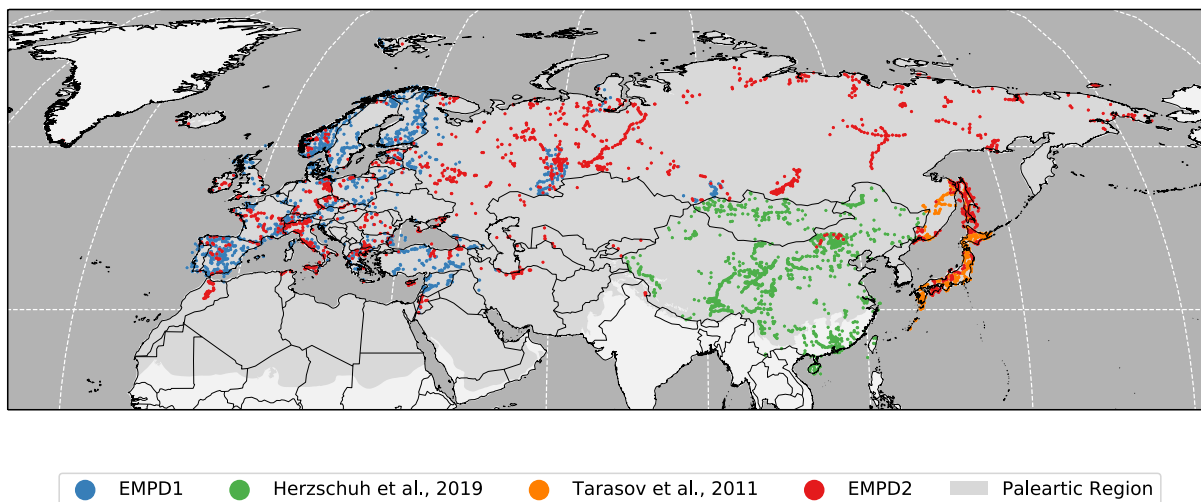 EMPD1 Herzschuh et al., 2019 Tarasov et al., 2011 EMPD2 Paleartic Region